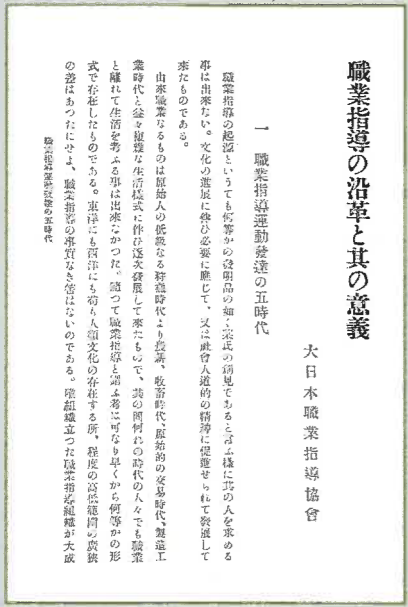 職業指導の沿革と其の意義
大日本職業指導協會
一 職業指導運動發達の五時代
職業指導の起源というても何等かの發明品の如く某氏の創見であると言ふ樣に其の人を求める
事は出來ない。文化の進展に伴ひ必要に應じて、又は社會人道的の精神に促進せられて發展して
來たものである。
由來職業なるものは原始人の低級なる狩獵時代より農耕、牧畜時代、原始的の交易時代、製造工
業時代と益々複雜な生活樣式に伴ひ逐次發展して來たもので、其の間何れの時代の人々でも職業
と離れて生活を考ふる事は出來なかつた。隨つて職業指導と謂ふ考は可なり早くから何等かの形
式で存在したものである。東洋にも西洋にも苟も人類文化の存在する所、程度の高低範圍の廣狹
の差はあつたにせよ、職業指導の事實なき筈はないのである。唯組織立つた職業指導組織が大成
職業指導運動發達の五時代